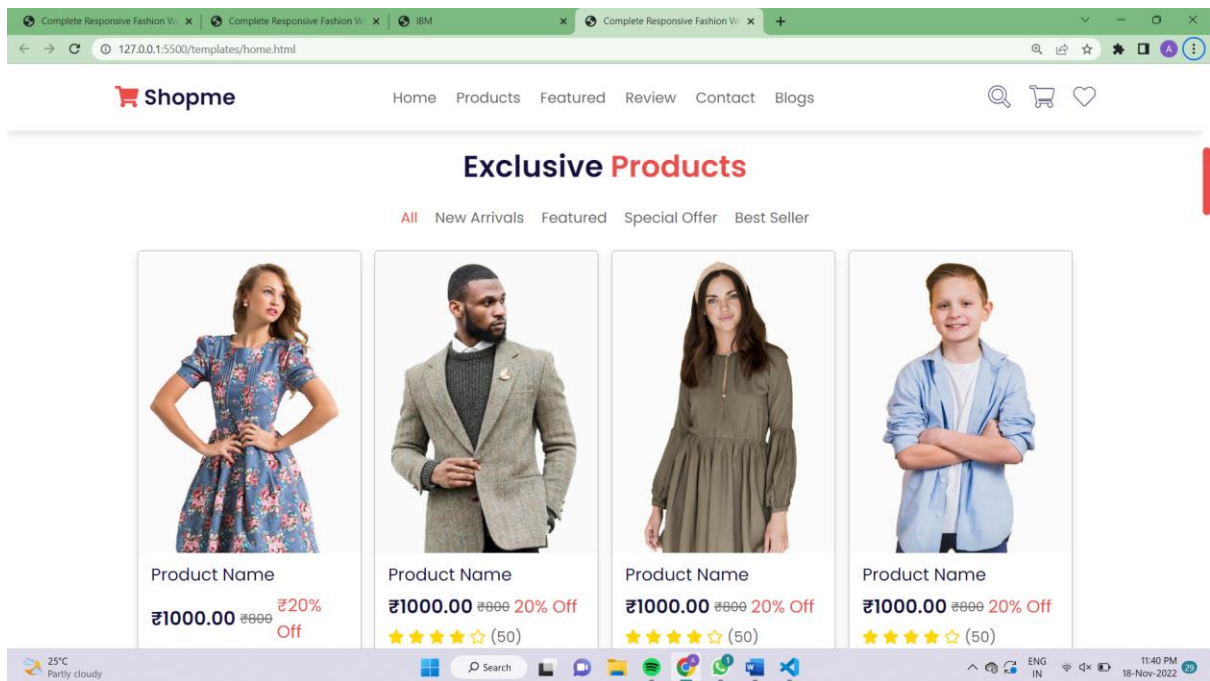 Complete Responsive Fashion W
Complete Responsive Fashion W
IBM
Complete Responsive Fashion W
127.0.0.1:5500/templates/home.html
A
Shopme
Home Products Featured Review Contact Blogs
Exclusive Products
All New Arrivals Featured Special Offer Best Seller
Product Name
₹1000.00 ₹800 ₹20% Off
Product Name
₹1000.00 ₹800 20% Off
(50)
Product Name
₹1000.00 ₹800 20% Off
(50)
Product Name
₹1000.00 ₹800 20% Off
(50)
25°C
Partly cloudy
Search
ENG
IN
11:40 PM
18-Nov-2022
29